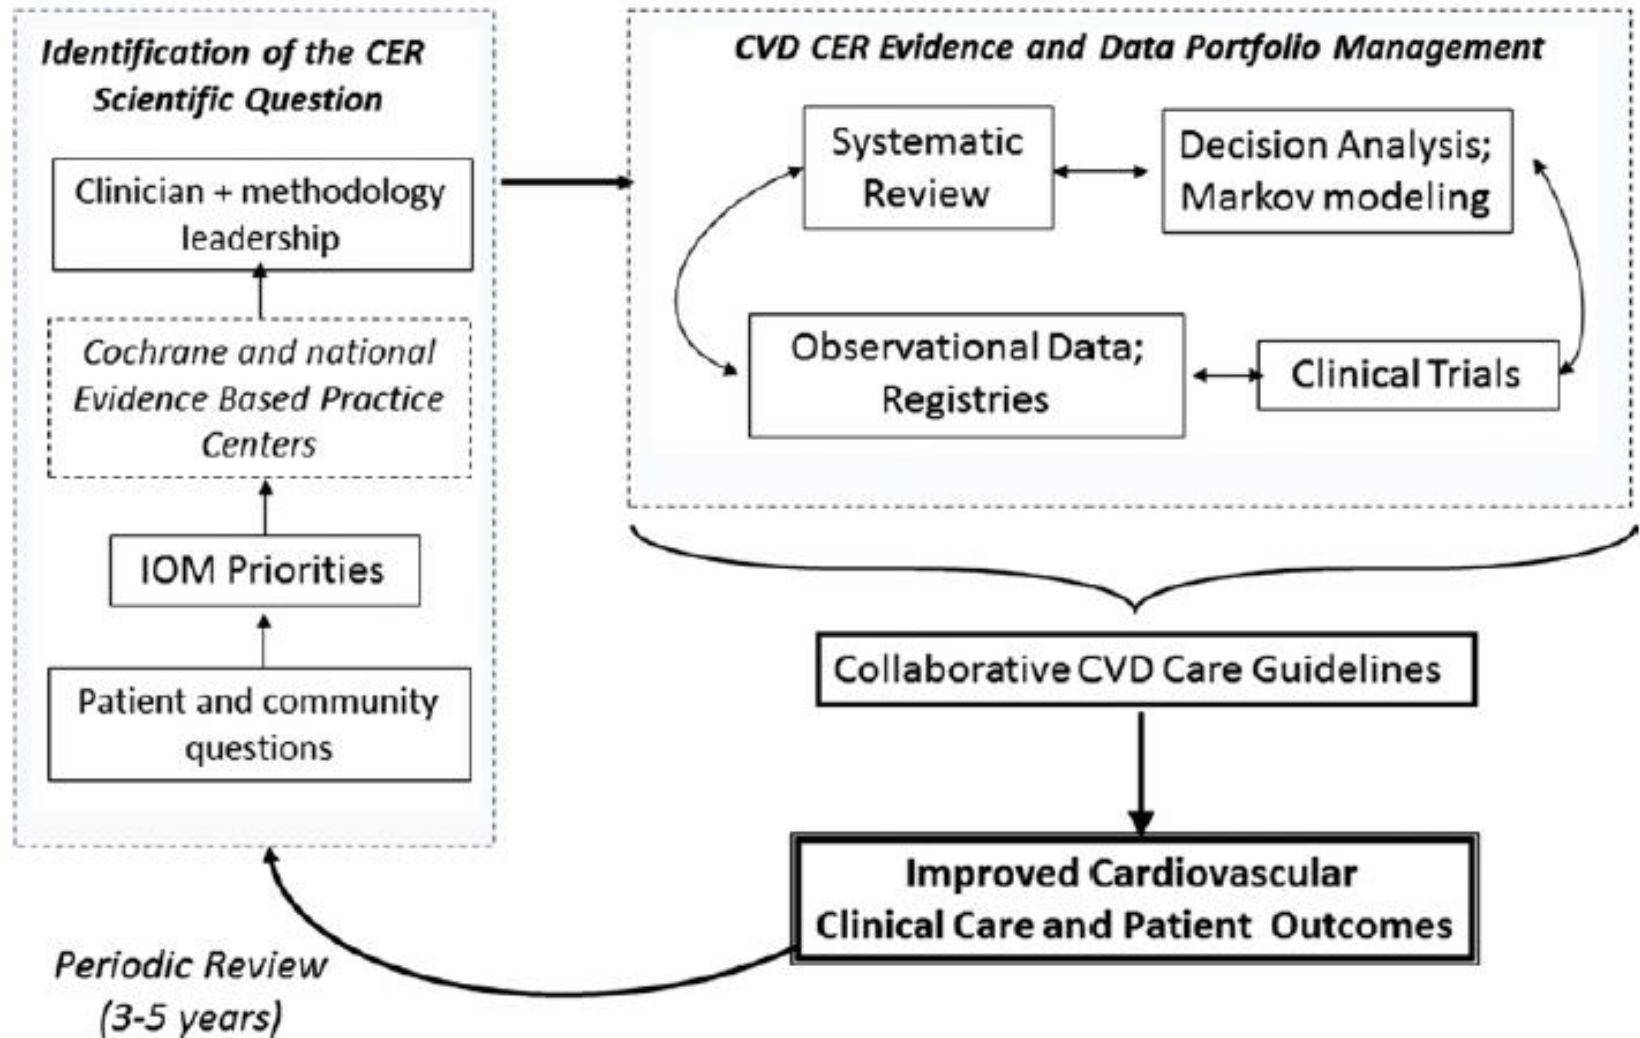 Identification of the CER
Scientific Question
Clinician + methodology
leadership
Cochrane and national
Evidence Based Practice
Centers
IOM Priorities
Patient and community
questions
CVD CER Evidence and Data Portfolio Management
Systematic
Review
Decision Analysis;
Markov modeling
Observational Data;
Registries
Clinical Trials
Collaborative CVD Care Guidelines
Improved Cardiovascular
Clinical Care and Patient Outcomes
Periodic Review
(3-5 years)